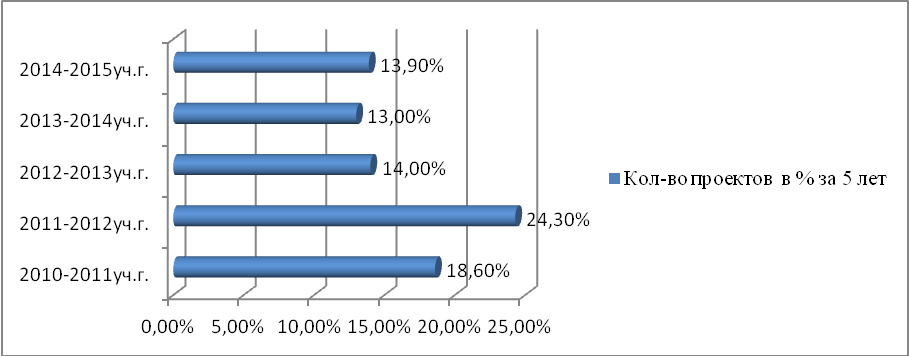 2014-2015уч.г. 13,90%
2013-2014уч.г. 13,00%
2012-2013уч.г. 14,00%
2011-2012уч.г. 24,30%
2010-2011уч.г. 18,60%
0,00% 5,00% 10,00% 15,00% 20,00% 25,00%
Кол-во проектов в % за 5 лет